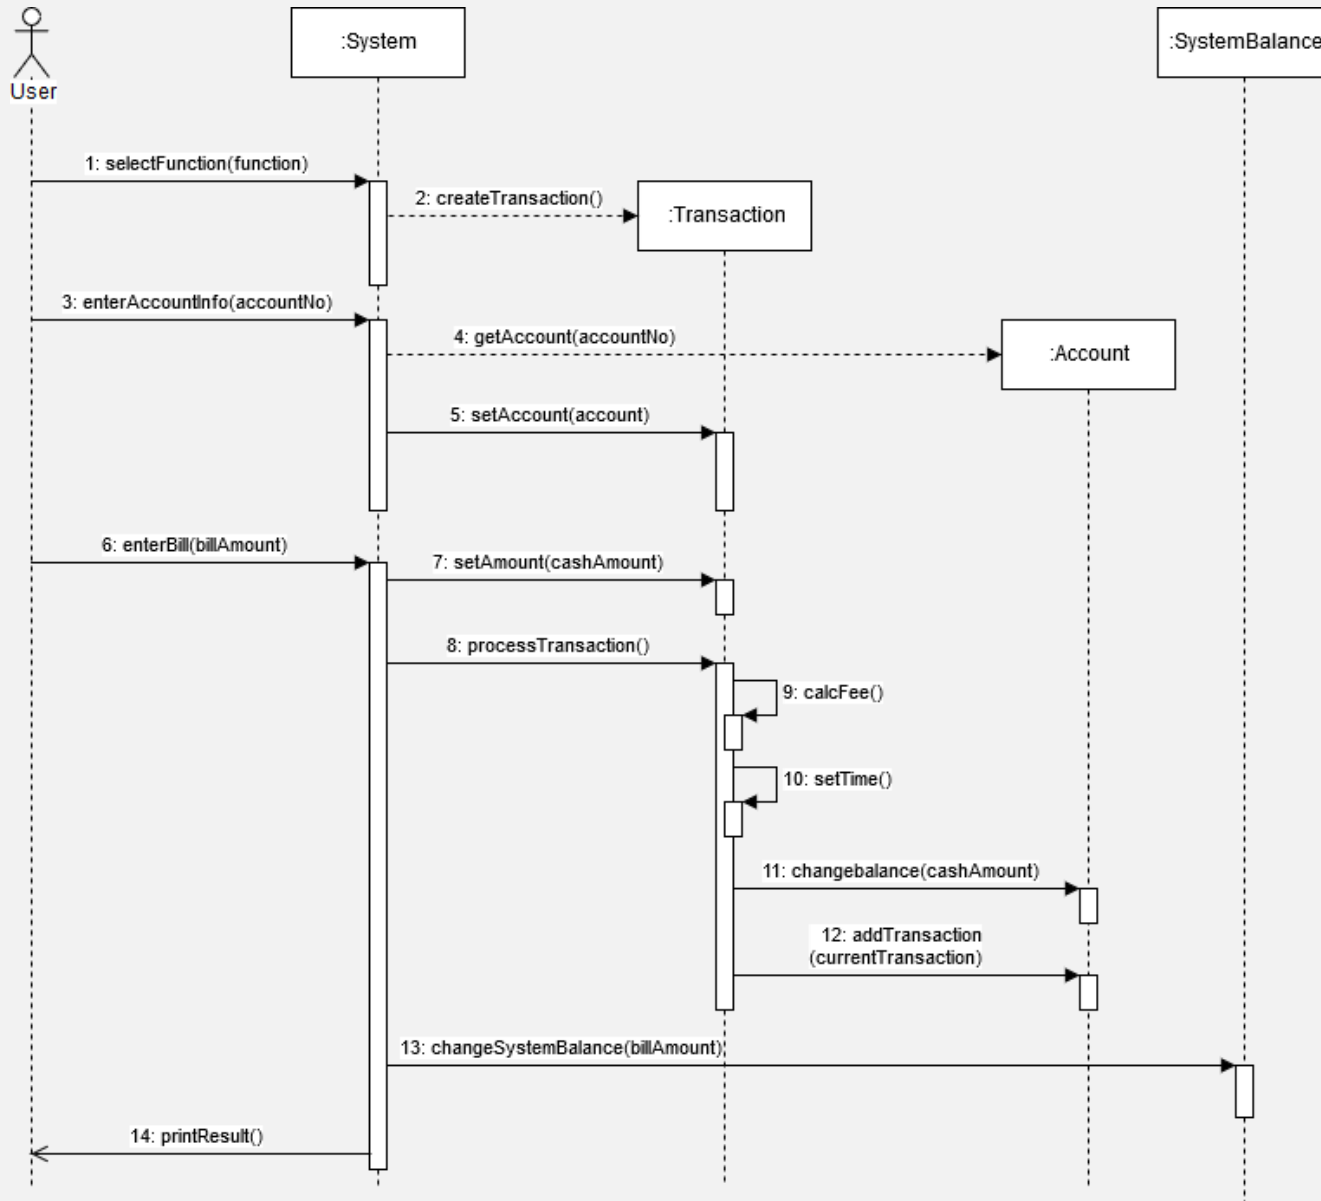 :System
:SystemBalance
User
1: selectFunction(function)
2: createTransaction()
:Transaction
3: enterAccountInfo(accountNo)
4: getAccount(accountNo)
:Account
5: setAccount(account)
6: enterBill(billAmount)
7: setAmount(cashAmount)
8: processTransaction()
9: calcFee()
10: setTime()
11: changebalance(cashAmount)
12: addTransaction
(currentTransaction)
13: changeSystemBalance(billAmount)
14: printResult()